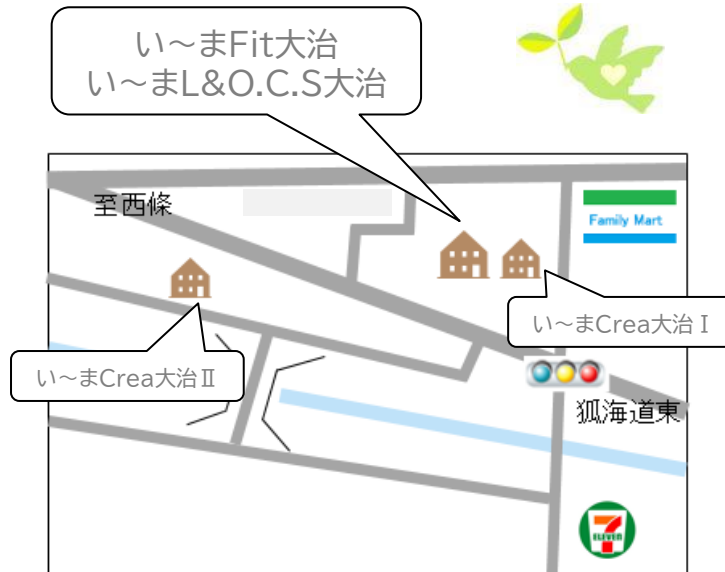 い～まFit大治
い～まL&O.C.S大治
至西條
Family Mart
い～まCrea大治Ⅰ
い～まCrea大治Ⅱ
狐海道東
7
ELEVEN